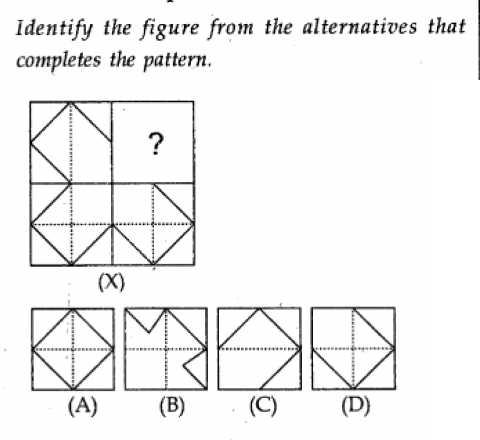 Identify the figure from the alternatives that
completes the pattern.
?
(X)
(A) (B) (C) (D)